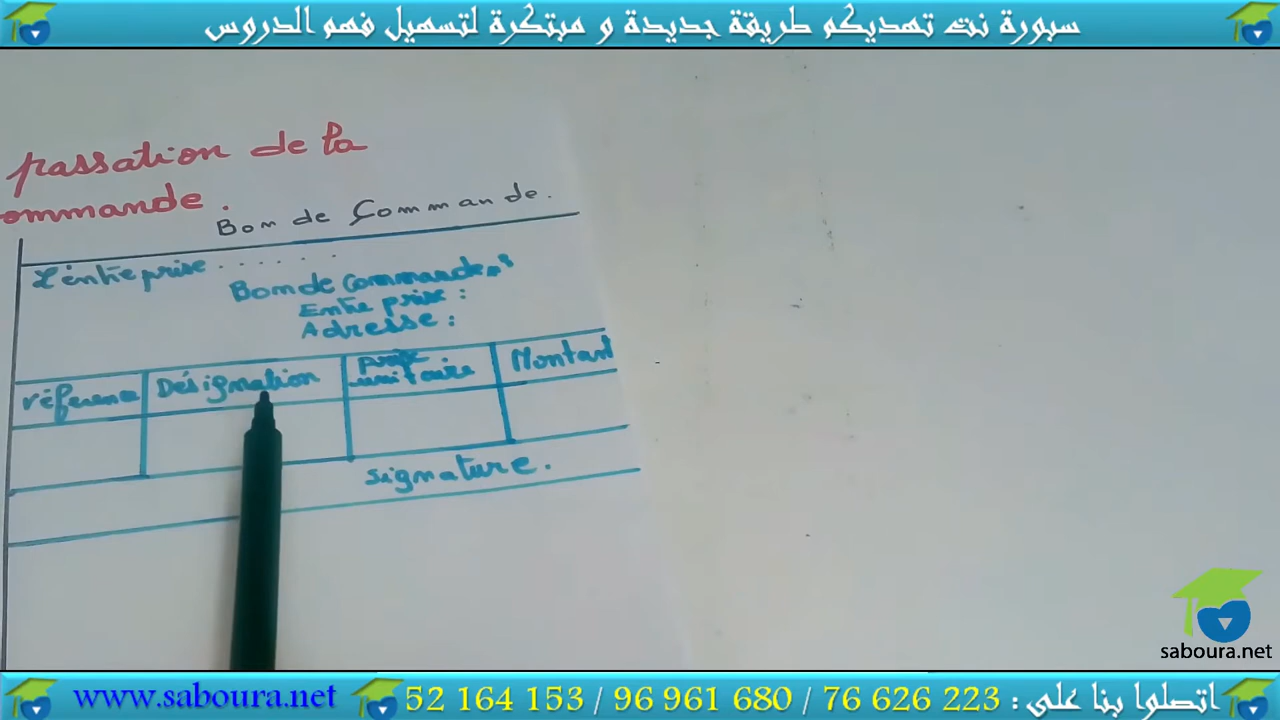 سبورة نت تهديكم طريقة جديدة و مبتكرة لتسهيل فهم الدروس
passation de la
ommande.
Bon de Commande.
L'entreprise . . . . . .
Bon de commande n° :
Entreprise :
Adresse :
référence Désignation prix unitaire Montant
signature.
saboura.net
www.saboura.net 52 164 153 / 96 961 680 / 76 626 223 اتصلوا بنا على :